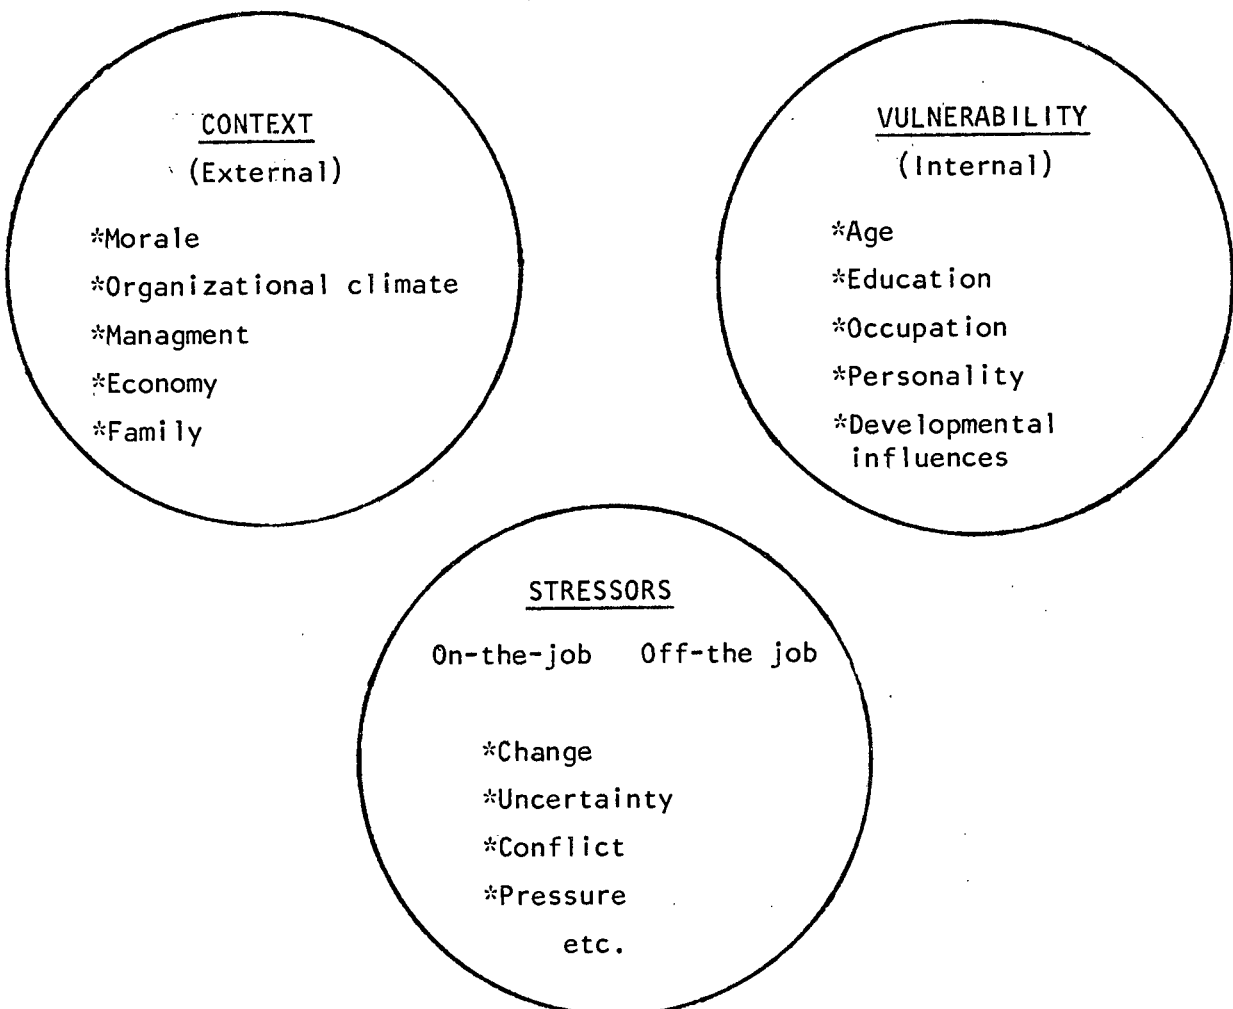 CONTEXT
(External)
*Morale
*Organizational climate
*Managment
*Economy
*Family
VULNERABILITY
(Internal)
*Age
*Education
*Occupation
*Personality
*Developmental
influences
STRESSORS
On-the-job Off-the job
*Change
*Uncertainty
*Conflict
*Pressure
etc.